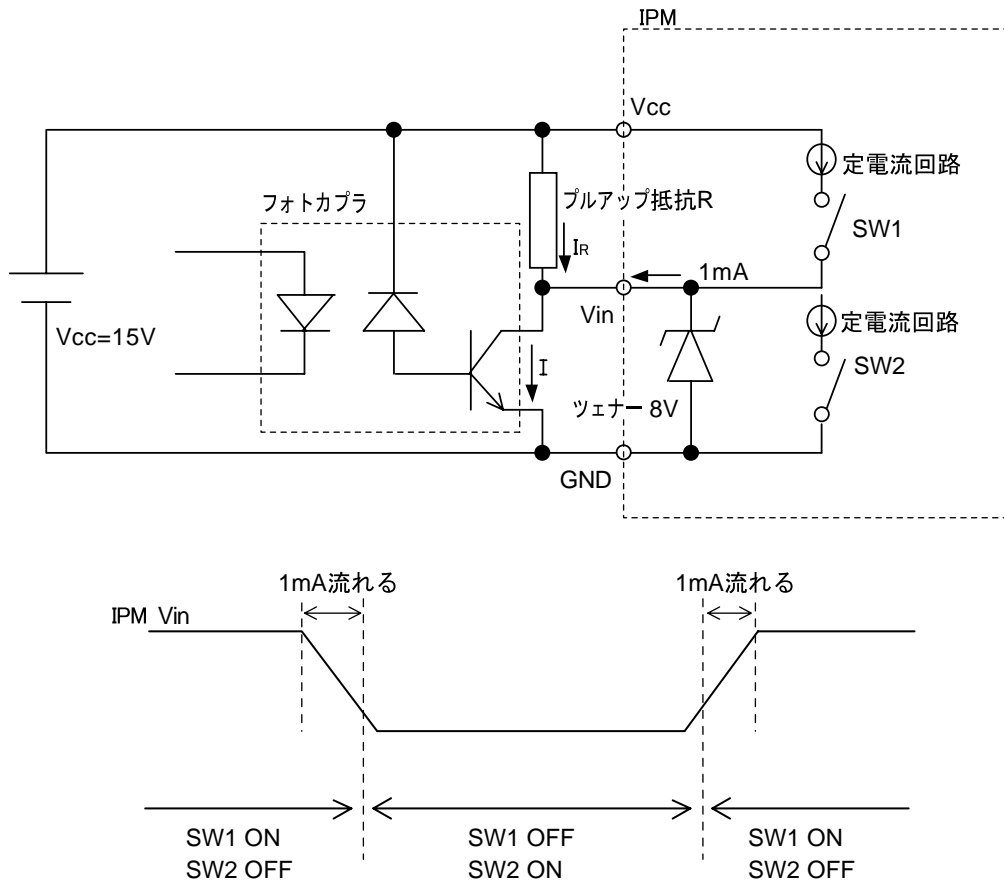 IPM
Vcc
定電流回路
フォトカプラ
プルアップ抵抗R
SW1
IR
1mA
Vin
定電流回路
Vcc=15V
SW2
I
ツェナー 8V
GND
1mA流れる
1mA流れる
IPM Vin
SW1 ON
SW2 OFF
SW1 OFF
SW2 ON
SW1 ON
SW2 OFF